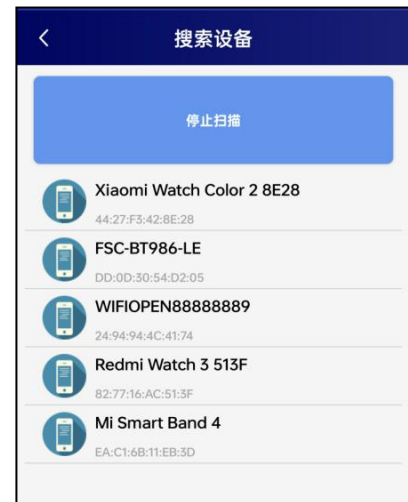 搜索设备
停止扫描
Xiaomi Watch Color 2 8E28
44:27:F3:42:8E:28
FSC-BT986-LE
DD:0D:30:54:D2:05
WIFIOPEN88888889
24:94:94:4C:41:74
Redmi Watch 3 513F
82:77:16:AC:51:3F
Mi Smart Band 4
EA:C1:6B:11:EB:3D